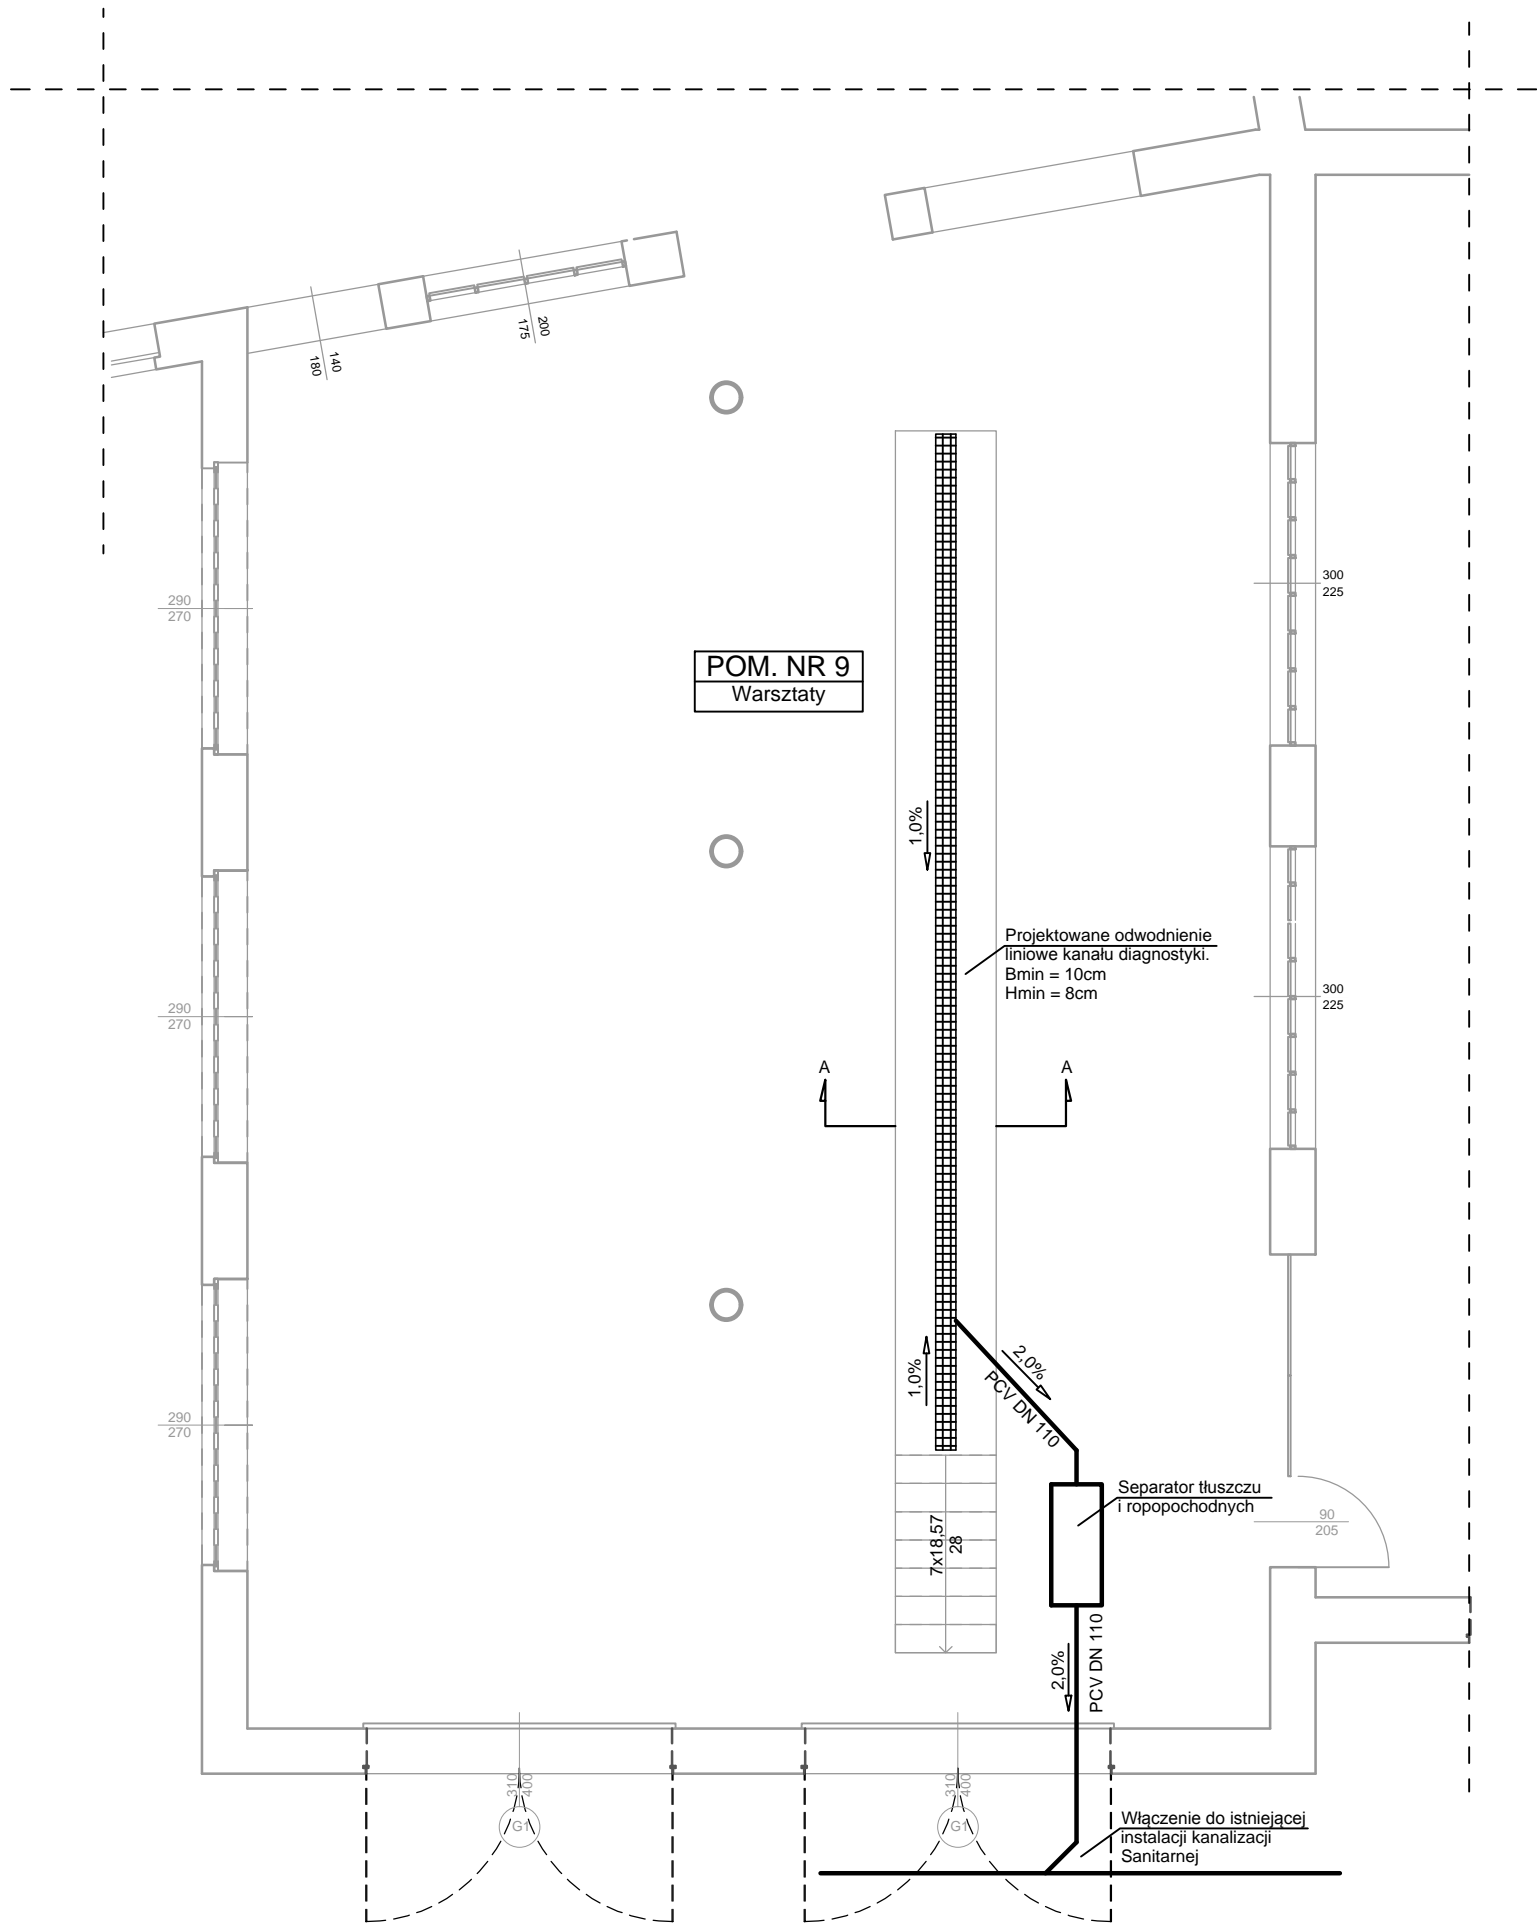 200
175
140
180
300
225
290
270
POM. NR 9
Warsztaty
1,0%
Projektowane odwodnienie
liniowe kanału diagnostyki.
Bmin = 10cm
Hmin = 8cm
300
225
290
270
A
A
2,0%
PCV DN 110
1,0%
290
270
Separator tłuszczu
i ropopochodnych
90
205
7x18,57
28
2,0%
PCV DN 110
310
400
G1
310
400
G1
Włączenie do istniejącej
instalacji kanalizacji
Sanitarnej